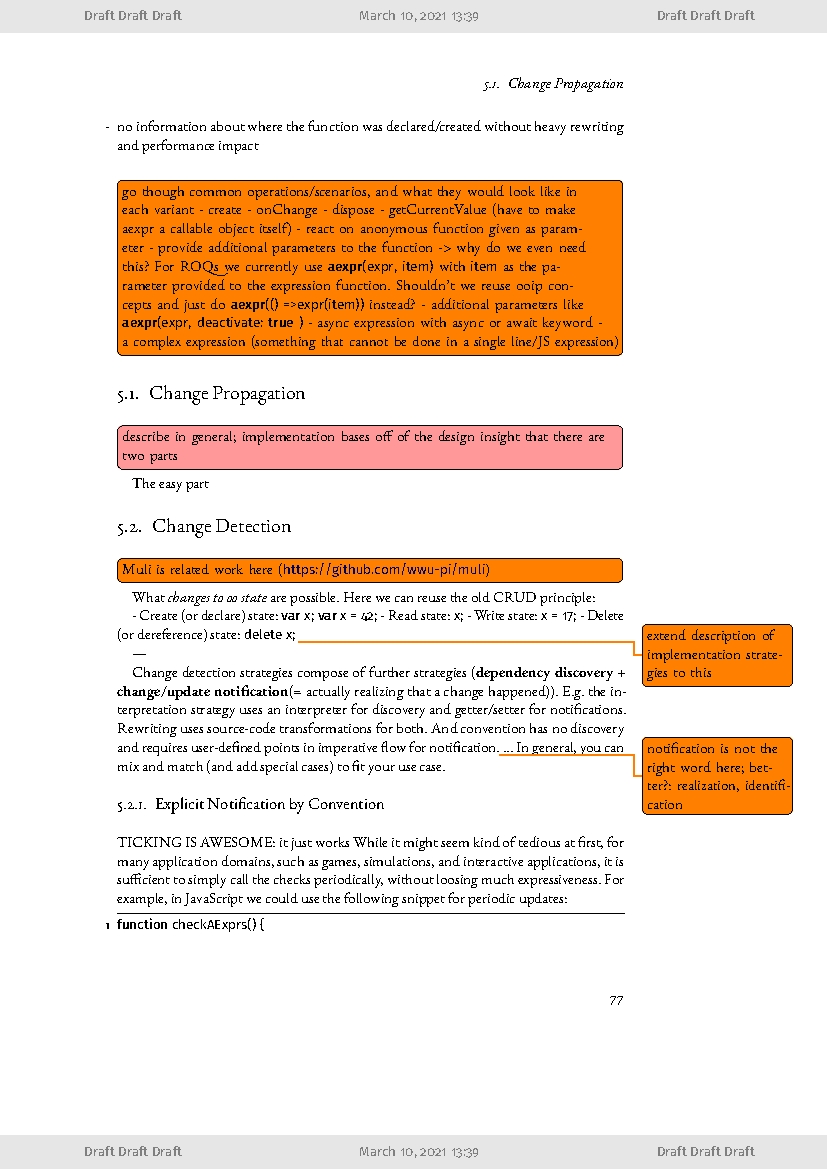 Draft Draft Draft March 10, 2021 13:39 Draft Draft Draft
5.1. Change Propagation
- no information about where the function was declared/created without heavy rewriting
and performance impact
go though common operations/scenarios, and what they would look like in
each variant - create - onChange - dispose - getCurrentValue (have to make
aexpr a callable object itself) - react on anonymous function given as param-
eter - provide additional parameters to the function -> why do we even need
this? For ROQs we currently use aexpr(expr, item) with item as the pa-
rameter provided to the expression function. Shouldn't we reuse ooip con-
cepts and just do aexpr(() =>expr(item)) instead? - additional parameters like
aexpr(expr, deactivate: true ) - async expression with async or await keyword -
a complex expression (something that cannot be done in a single line/JS expression)
5.1. Change Propagation
describe in general; implementation bases off of the design insight that there are
two parts
The easy part
5.2. Change Detection
Muli is related work here (https://github.com/wwu-pi/muli)
What changes to oo state are possible. Here we can reuse the old CRUD principle:
- Create (or declare) state: var x; var x = 42; - Read state: x; - Write state: x = 17; - Delete
(or dereference) state: delete x;
extend description of
implementation strate-
gies to this
—
Change detection strategies compose of further strategies (dependency discovery +
change/update notification(= actually realizing that a change happened)). E.g. the in-
terpretation strategy uses an interpreter for discovery and getter/setter for notifications.
Rewriting uses source-code transformations for both. And convention has no discovery
and requires user-defined points in imperative flow for notification. ... In general, you can
mix and match (and add special cases) to fit your use case.
notification is not the
right word here; bet-
ter?: realization, identifi-
cation
5.2.1. Explicit Notification by Convention
TICKING IS AWESOME: it just works While it might seem kind of tedious at first, for
many application domains, such as games, simulations, and interactive applications, it is
sufficient to simply call the checks periodically, without loosing much expressiveness. For
example, in JavaScript we could use the following snippet for periodic updates:
1 function checkAExprs() {
77
Draft Draft Draft March 10, 2021 13:39 Draft Draft Draft